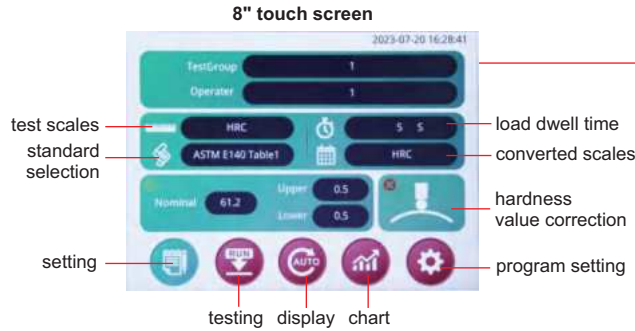 8" touch screen
2023-07-20 16:28:41
TestGroup 1
Operater 1
test scales HRC 5 S load dwell time
standard selection ASTM E140 Table1 HRC converted scales
Nominal 61.2 Upper 0.5
Lower 0.5
hardness value correction
setting RUN AUTO program setting
testing display chart